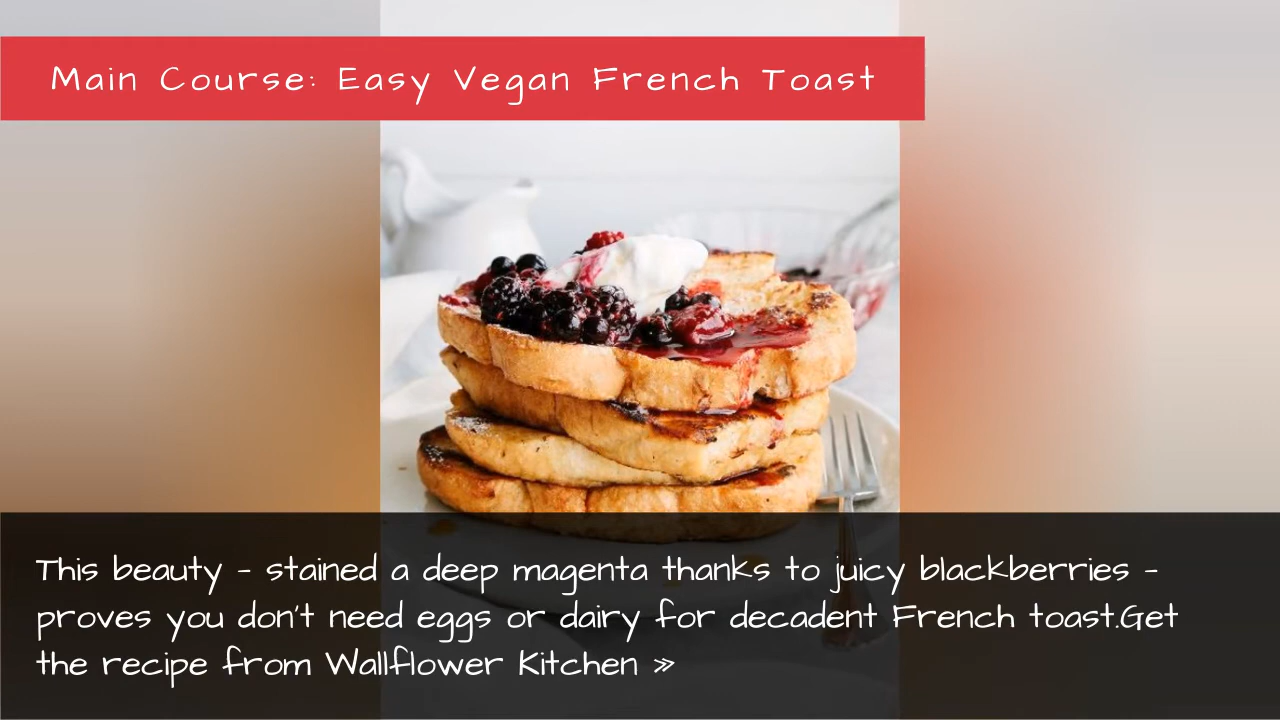 Main Course: Easy Vegan French Toast
This beauty - stained a deep magenta thanks to juicy blackberries -
proves you don't need eggs or dairy for decadent French toast.Get
the recipe from Wallflower Kitchen »